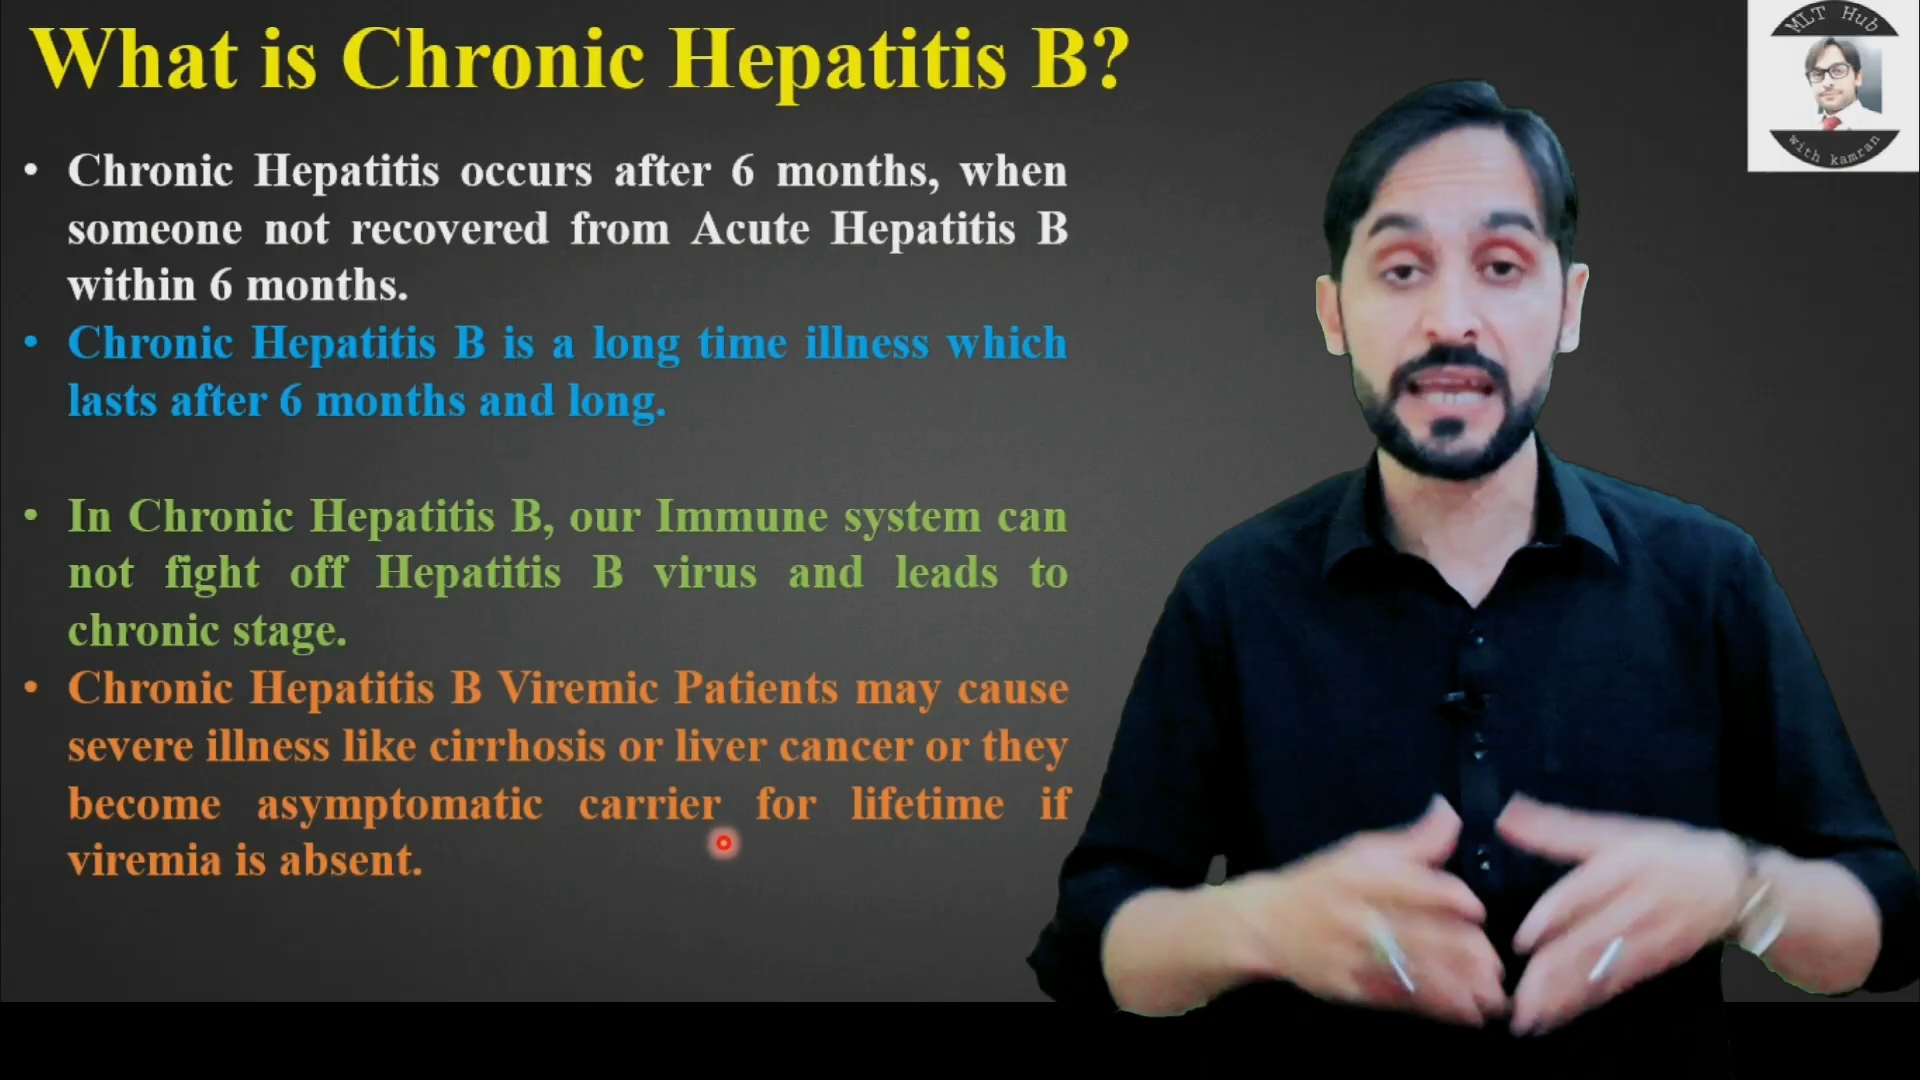 What is Chronic Hepatitis B?
MLT Hub
with kamran
• Chronic Hepatitis occurs after 6 months, when
someone not recovered from Acute Hepatitis B
within 6 months.
• Chronic Hepatitis B is a long time illness which
lasts after 6 months and long.
• In Chronic Hepatitis B, our Immune system can
not fight off Hepatitis B virus and leads to
chronic stage.
• Chronic Hepatitis B Viremic Patients may cause
severe illness like cirrhosis or liver cancer or they
become asymptomatic carrier for lifetime if
viremia is absent.